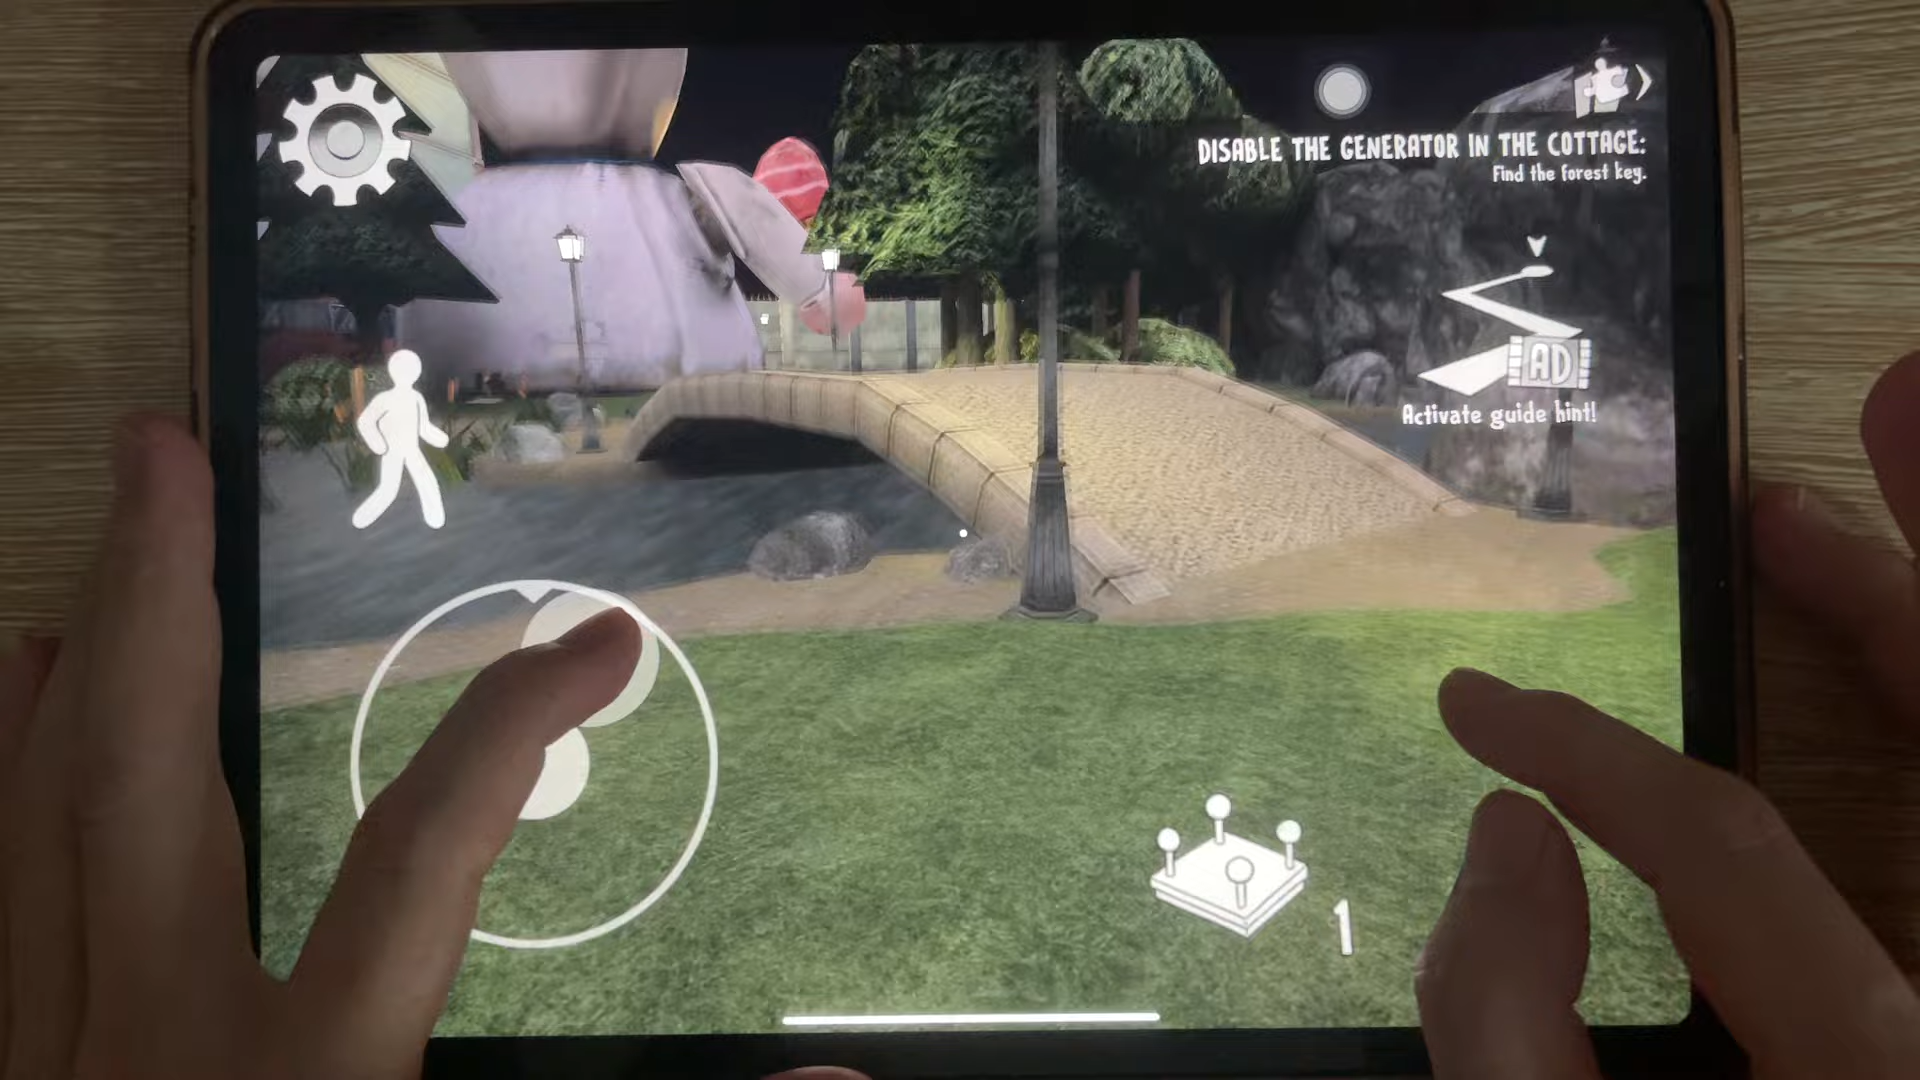 DISABLE THE GENERATOR IN THE COTTAGE:
Find the forest key.
AD
Activate guide hint!
1